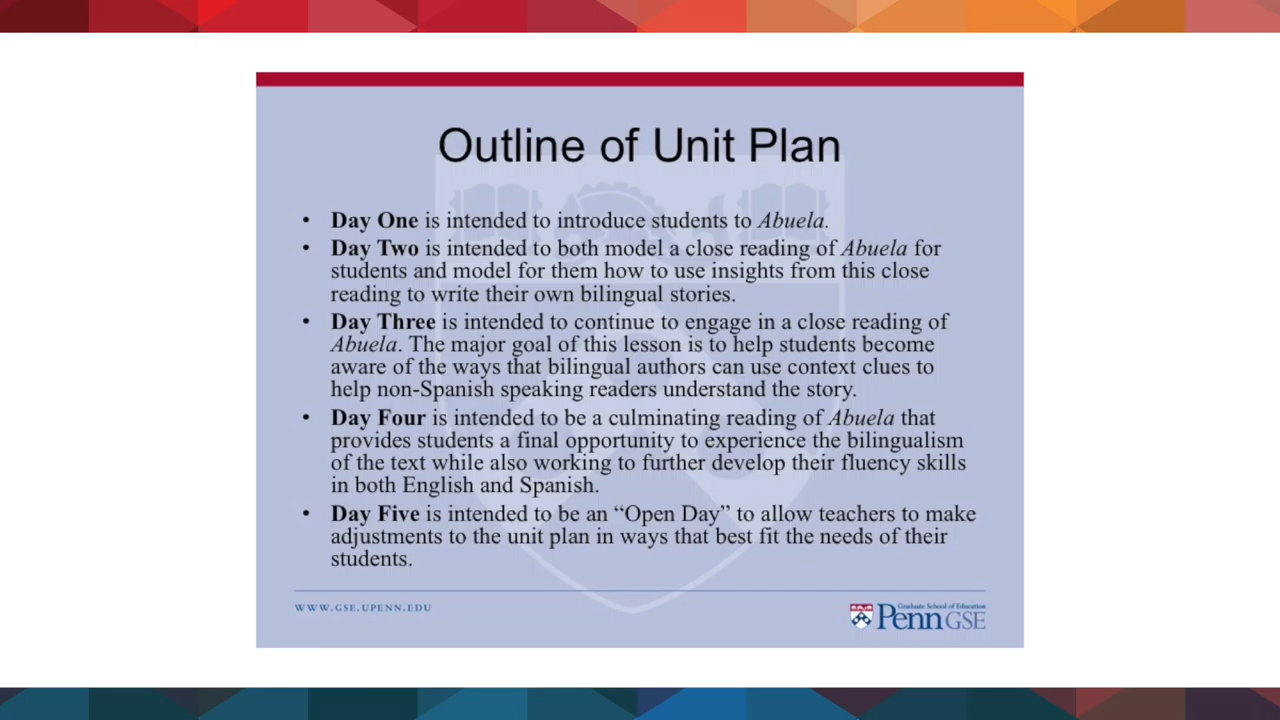 Outline of Unit Plan
• Day One is intended to introduce students to Abuela.
• Day Two is intended to both model a close reading of Abuela for
students and model for them how to use insights from this close
reading to write their own bilingual stories.
• Day Three is intended to continue to engage in a close reading of
Abuela. The major goal of this lesson is to help students become
aware of the ways that bilingual authors can use context clues to
help non-Spanish speaking readers understand the story.
• Day Four is intended to be a culminating reading of Abuela that
provides students a final opportunity to experience the bilingualism
of the text while also working to further develop their fluency skills
in both English and Spanish.
• Day Five is intended to be an “Open Day” to allow teachers to make
adjustments to the unit plan in ways that best fit the needs of their
students.
WWW.GSE.UPENN.EDU
Graduate School of Education
Penn GSE